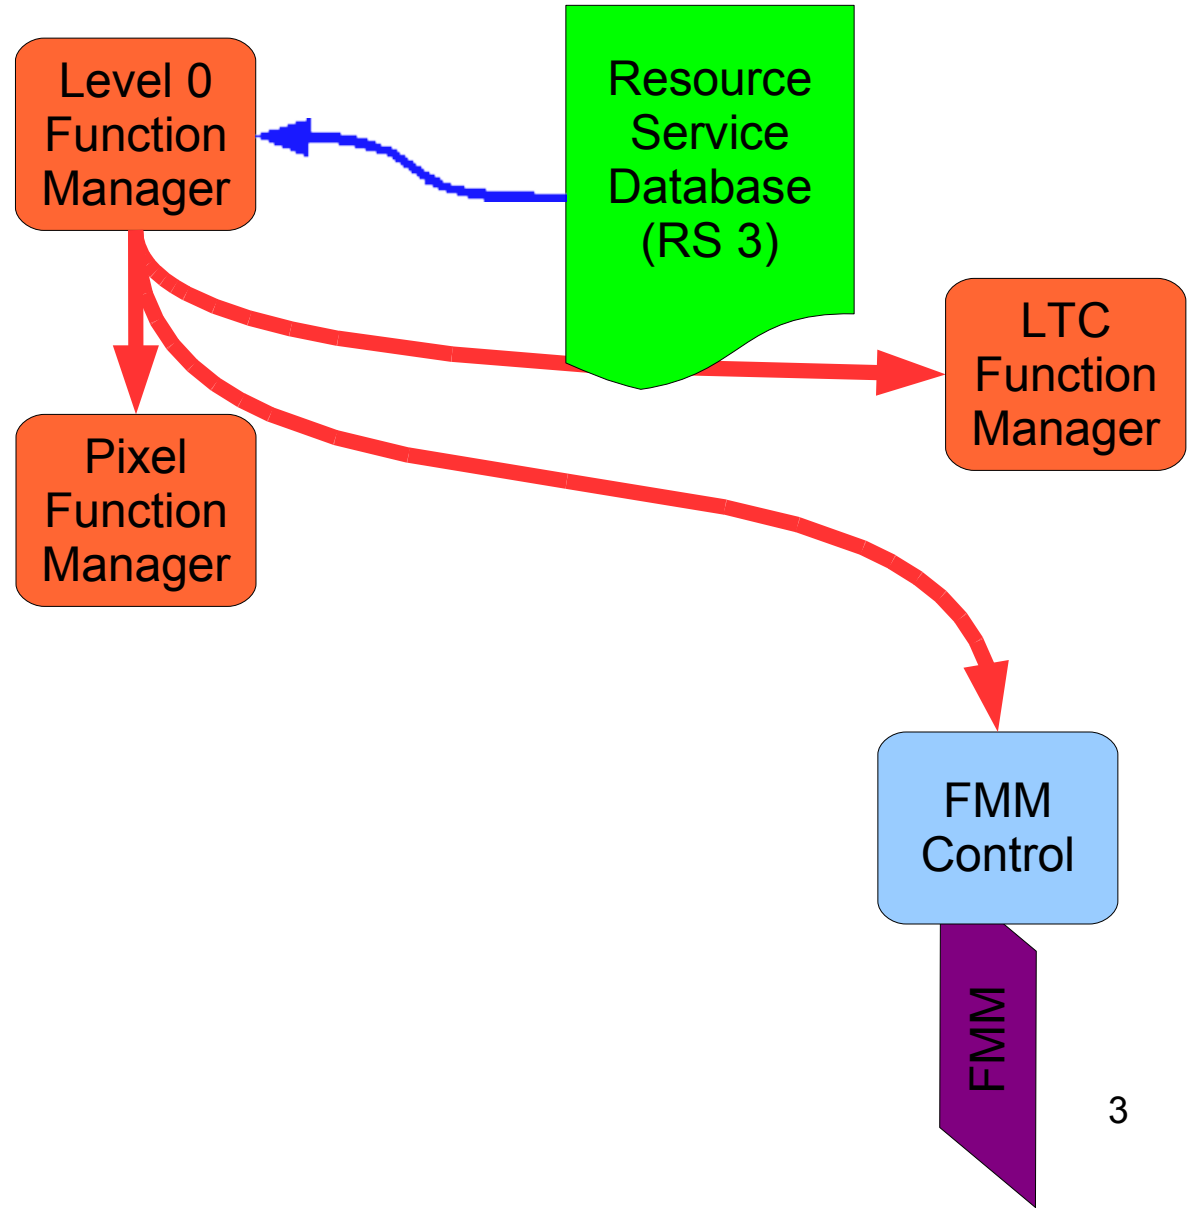 Level 0
Function
Manager
Resource
Service
Database
(RS 3)
LTC
Function
Manager
Pixel
Function
Manager
FMM
Control
FMM
3